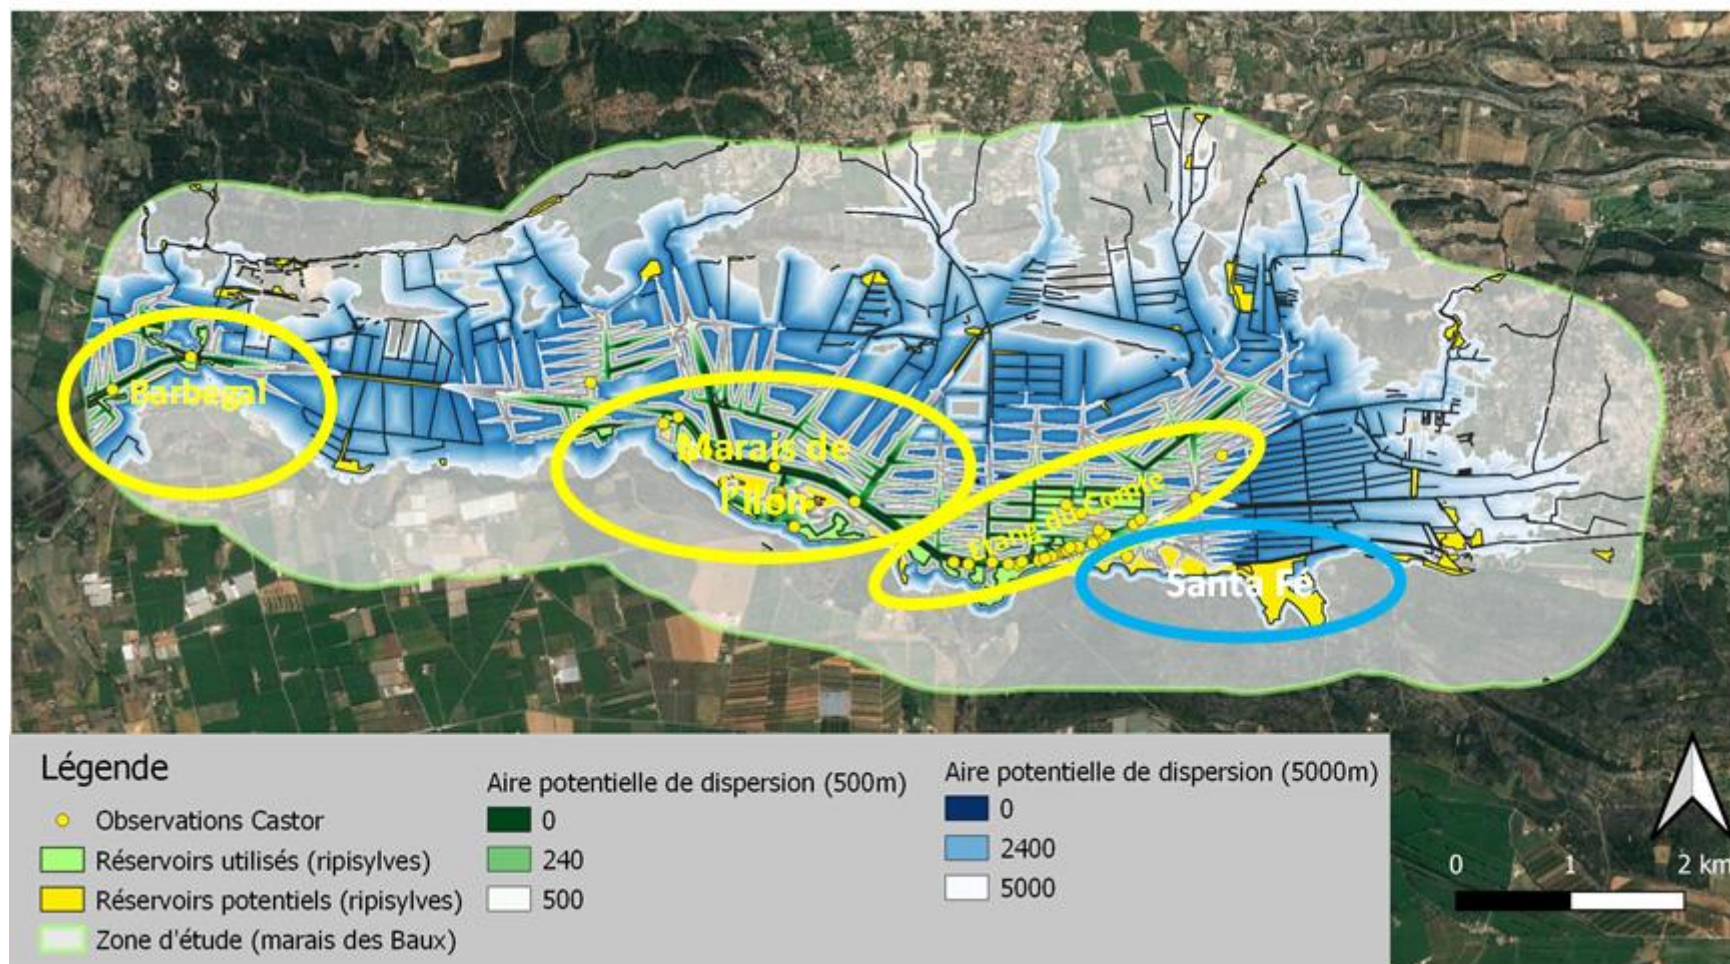 Barbegal
Marais de
l'Ilon
Etang du Comte
Santa Fé
Légende
Observations Castor
Réservoirs utilisés (ripisylves)
Réservoirs potentiels (ripisylves)
Zone d'étude (marais des Baux)
Aire potentielle de dispersion (500m)
0
240
500
Aire potentielle de dispersion (5000m)
0
2400
5000
0 1 2 km